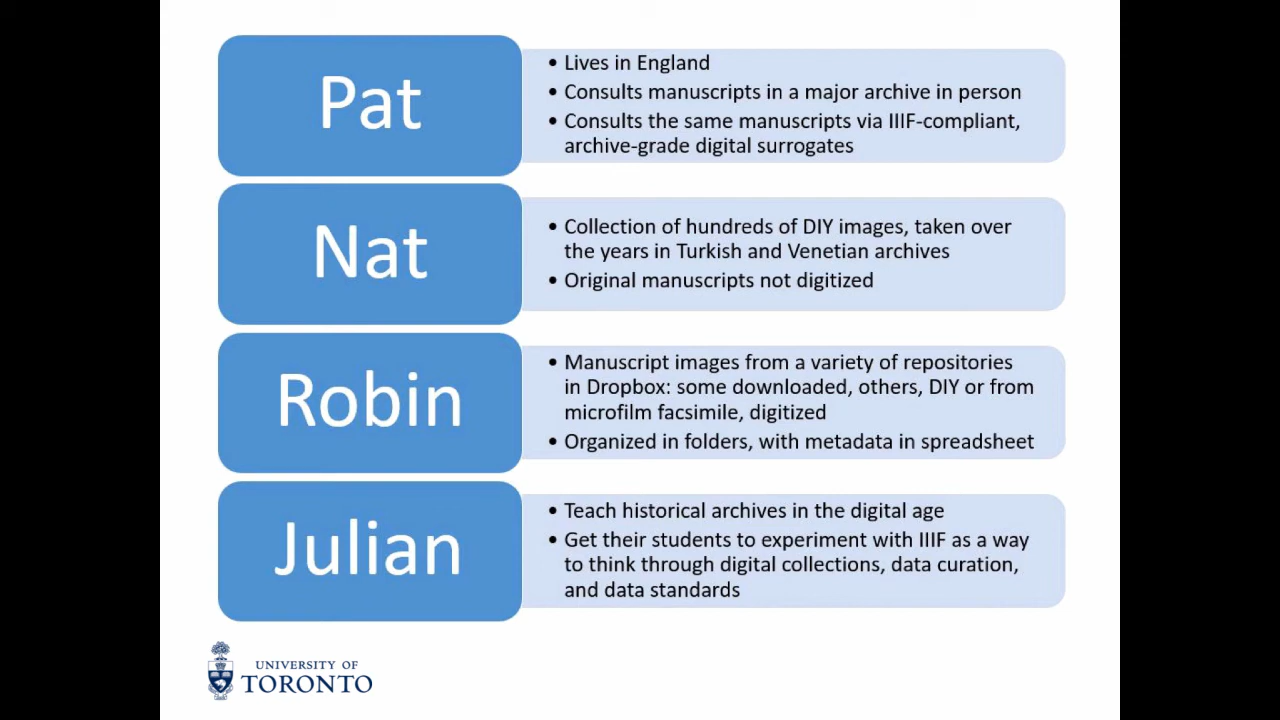 Pat
• Lives in England
• Consults manuscripts in a major archive in person
• Consults the same manuscripts via IIIF-compliant,
archive-grade digital surrogates
Nat
• Collection of hundreds of DIY images, taken over
the years in Turkish and Venetian archives
• Original manuscripts not digitized
Robin
• Manuscript images from a variety of repositories
in Dropbox: some downloaded, others, DIY or from
microfilm facsimile, digitized
• Organized in folders, with metadata in spreadsheet
Julian
• Teach historical archives in the digital age
• Get their students to experiment with IIIF as a way
to think through digital collections, data curation,
and data standards
UNIVERSITY OF
TORONTO